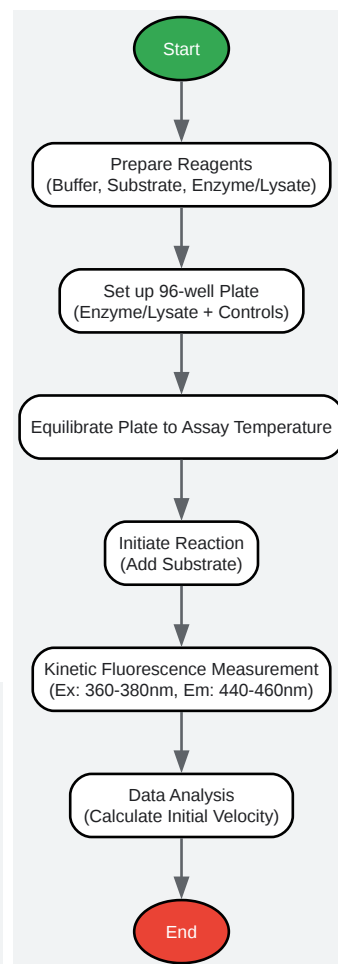 Start
Prepare Reagents
(Buffer, Substrate, Enzyme/Lysate)
Set up 96-well Plate
(Enzyme/Lysate + Controls)
Equilibrate Plate to Assay Temperature
Initiate Reaction
(Add Substrate)
Kinetic Fluorescence Measurement
(Ex: 360-380nm, Em: 440-460nm)
Data Analysis
(Calculate Initial Velocity)
End